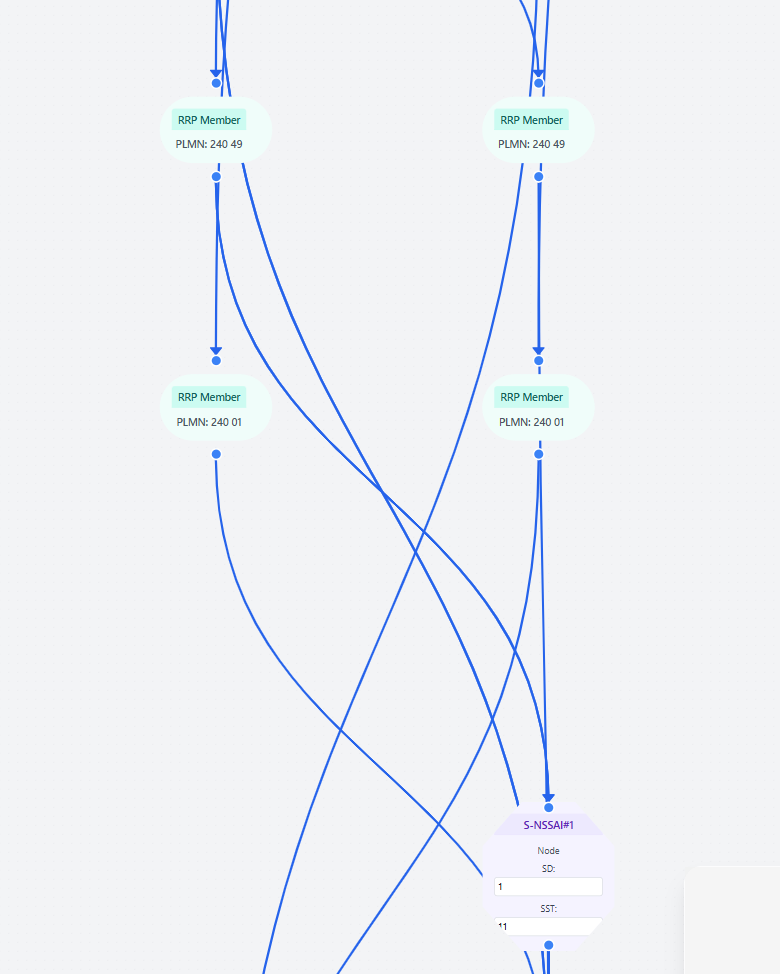 RRP Member
PLMN: 240 49
RRP Member
PLMN: 240 49
RRP Member
PLMN: 240 01
RRP Member
PLMN: 240 01
S-NSSAI#1
Node
SD:
1
SST:
11